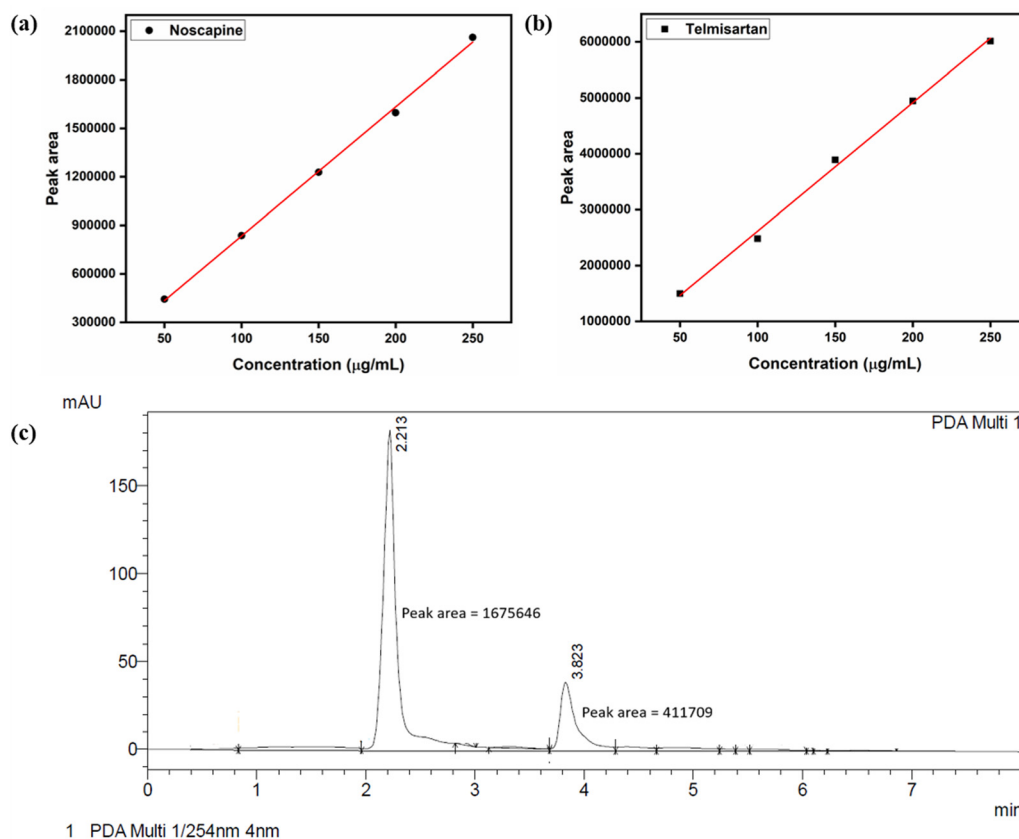 (a)
Noscapine
2100000
1800000
1500000
1200000
900000
600000
300000
Peak area
50 100 150 200 250
Concentration (µg/mL)
(b)
Telmisartan
6000000
5000000
4000000
3000000
2000000
1000000
Peak area
50 100 150 200 250
Concentration (µg/mL)
(c)
mAU
PDA Multi 1
150
100
50
0
2.213
Peak area = 1675646
3.823
Peak area = 411709
0 1 2 3 4 5 6 7
min
1 PDA Multi 1/254nm 4nm